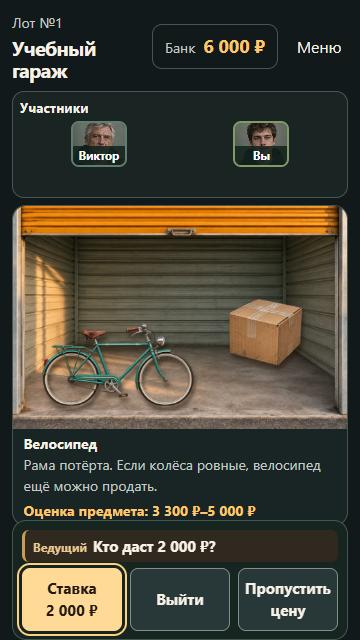 Лот №1
Учебный
гараж
Банк 6 000 ₽
Меню
Участники
Виктор
Вы
Велосипед
Рама потёрта. Если колёса ровные, велосипед
ещё можно продать.
Оценка предмета: 3 300 ₽–5 000 ₽
Ведущий Кто даст 2 000 ₽?
Ставка
2 000 ₽
Выйти
Пропустить
цену